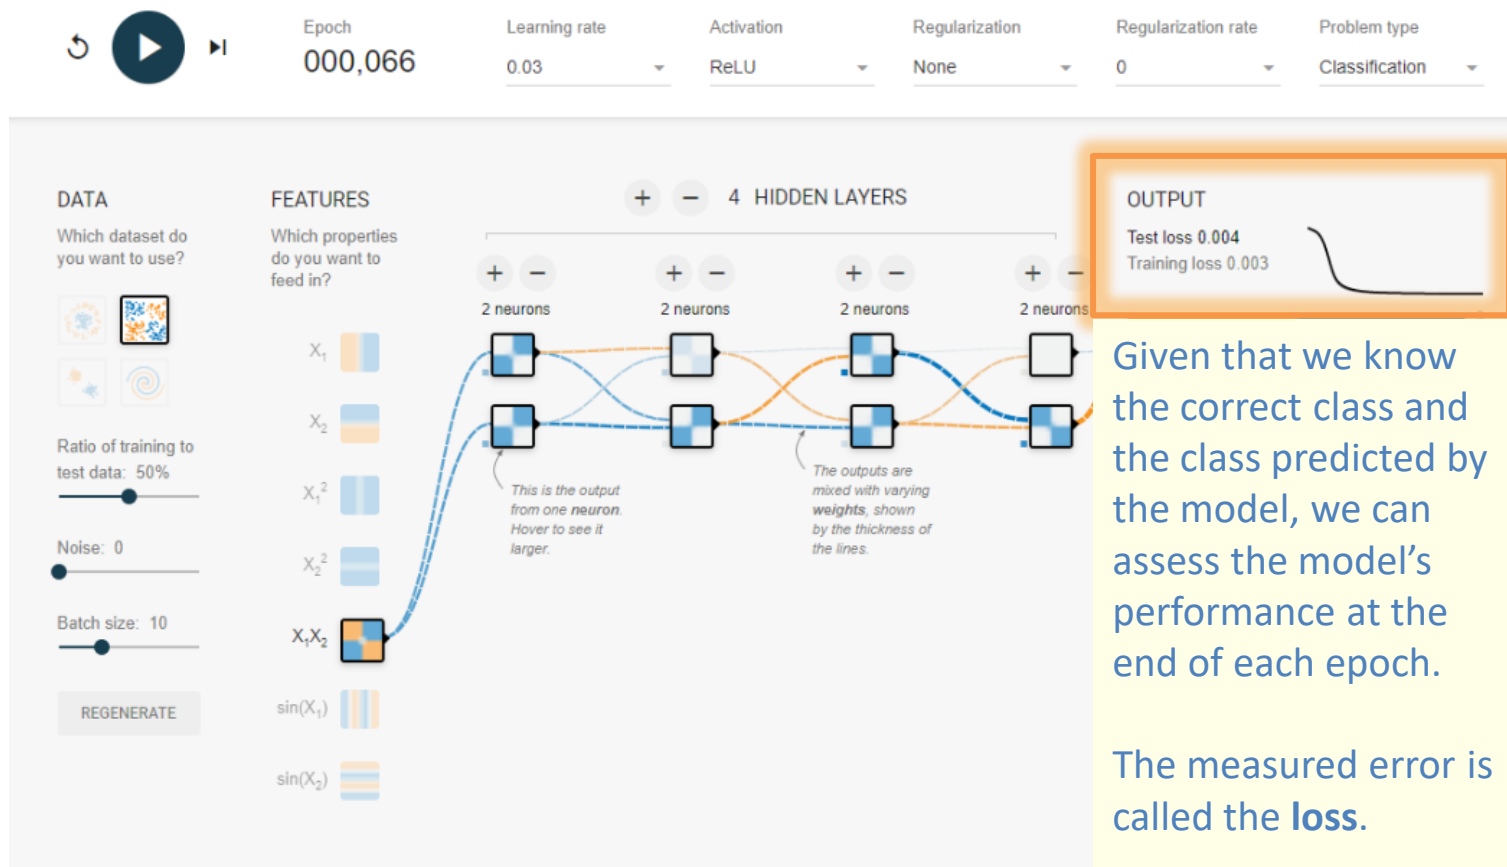 Epoch
000,066
Learning rate
0.03
Activation
ReLU
Regularization
None
Regularization rate
0
Problem type
Classification
DATA
Which dataset do
you want to use?
Ratio of training to
test data: 50%
Noise: 0
Batch size: 10
REGENERATE
FEATURES
Which properties
do you want to
feed in?
X₁
X₂
X₁²
X₂²
X₁X₂
sin(X₁)
sin(X₂)
+ − 4 HIDDEN LAYERS
+ −
2 neurons
+ −
2 neurons
+ −
2 neurons
+ −
2 neurons
This is the output
from one neuron.
Hover to see it
larger.
The outputs are
mixed with varying
weights, shown
by the thickness of
the lines.
OUTPUT
Test loss 0.004
Training loss 0.003
Given that we know
the correct class and
the class predicted by
the model, we can
assess the model’s
performance at the
end of each epoch.
The measured error is
called the loss.